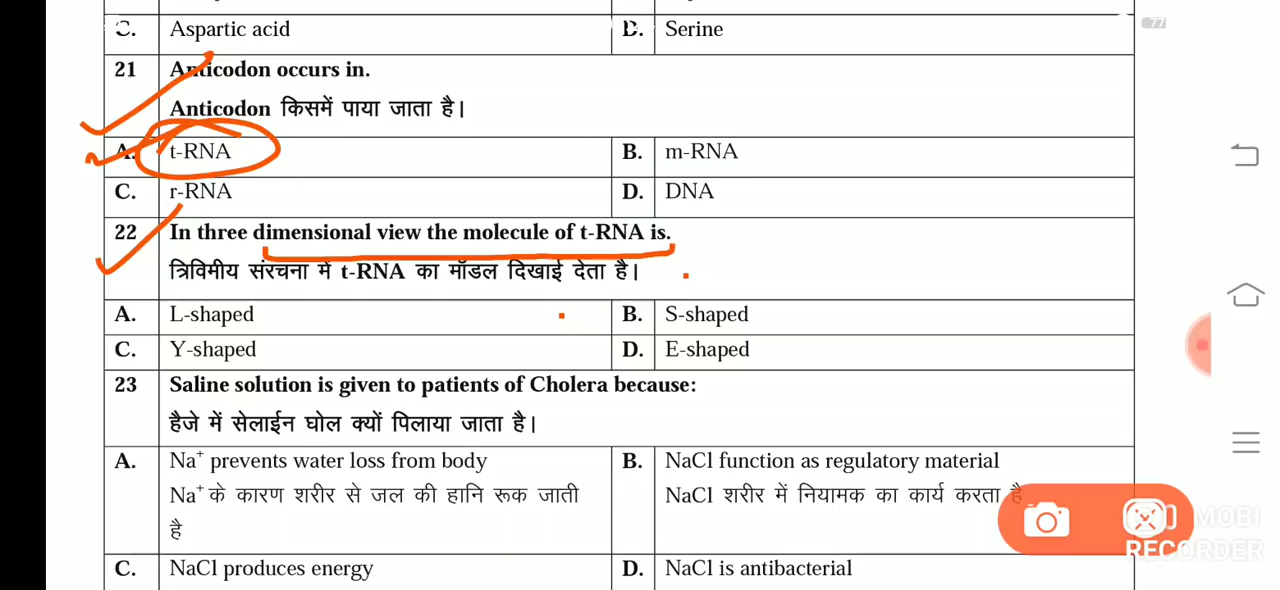 C. Aspartic acid D. Serine
77
21 Anticodon occurs in.
Anticodon किसमें पाया जाता है।
A. t-RNA B. m-RNA
C. r-RNA D. DNA
22 In three dimensional view the molecule of t-RNA is.
त्रिविमीय संरचना में t-RNA का मॉडल दिखाई देता है।
A. L-shaped B. S-shaped
C. Y-shaped D. E-shaped
23 Saline solution is given to patients of Cholera because:
हैजे में सेलाईन घोल क्यों पिलाया जाता है।
A. Na⁺ prevents water loss from body B. NaCl function as regulatory material
Na⁺ के कारण शरीर से जल की हानि रूक जाती NaCl शरीर में नियामक का कार्य करता है
है
MOBI
RECORDER
C. NaCl produces energy D. NaCl is antibacterial